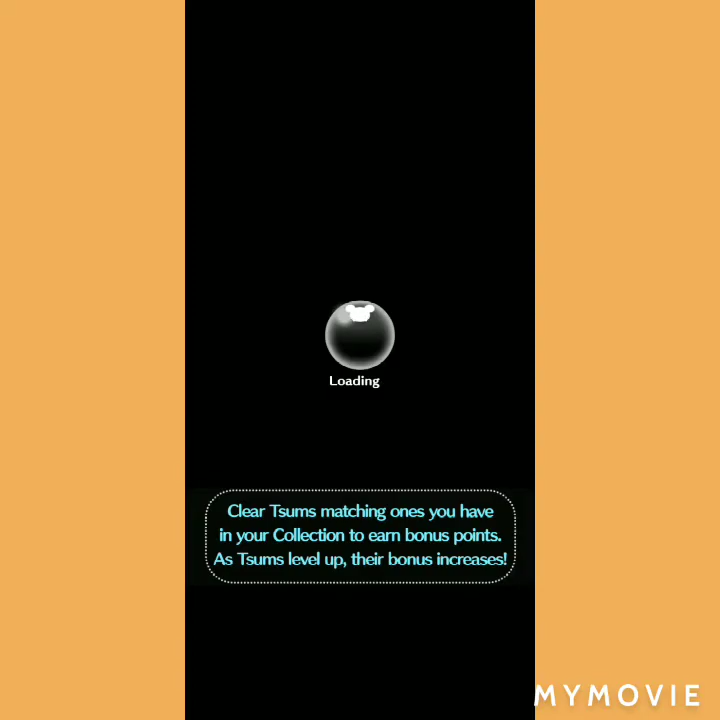 Loading
Clear Tsums matching ones you have
in your Collection to earn bonus points.
As Tsums level up, their bonus increases!
MYMOVIE